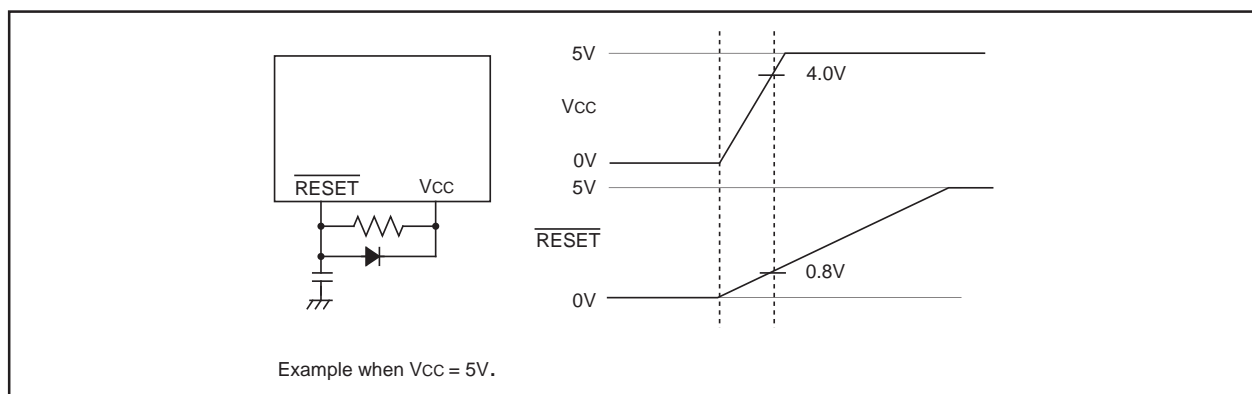 RESET VCC
Example when VCC = 5V.
5V
4.0V
VCC
0V
5V
RESET
0.8V
0V